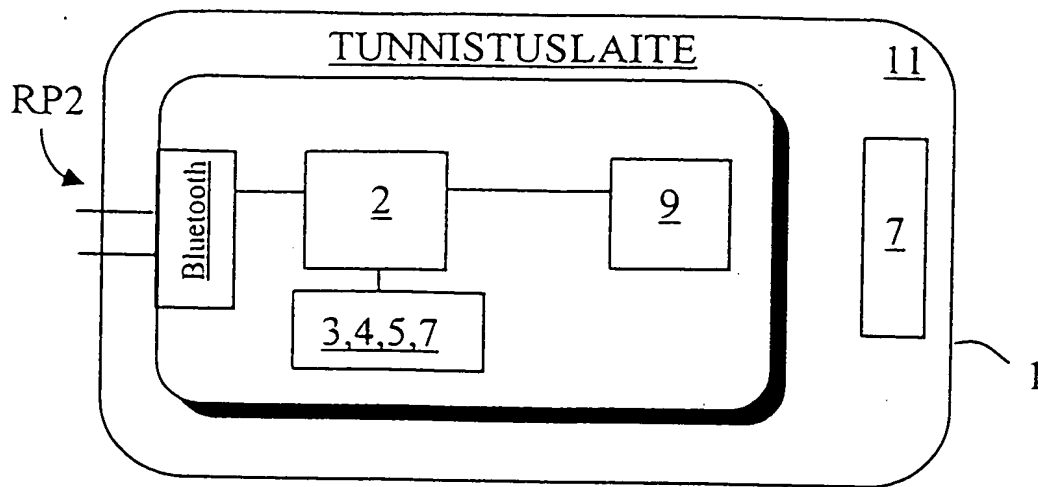 TUNNISTUSLAITE
11
RP2
Bluetooth
2
9
7
3,4,5,7
1